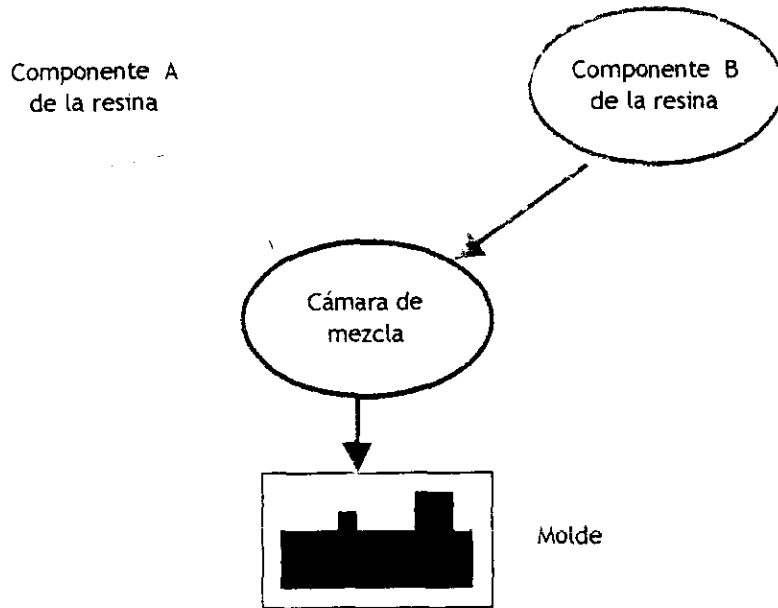 Componente A
de la resina
Componente B
de la resina
Cámara de
mezcla
Molde